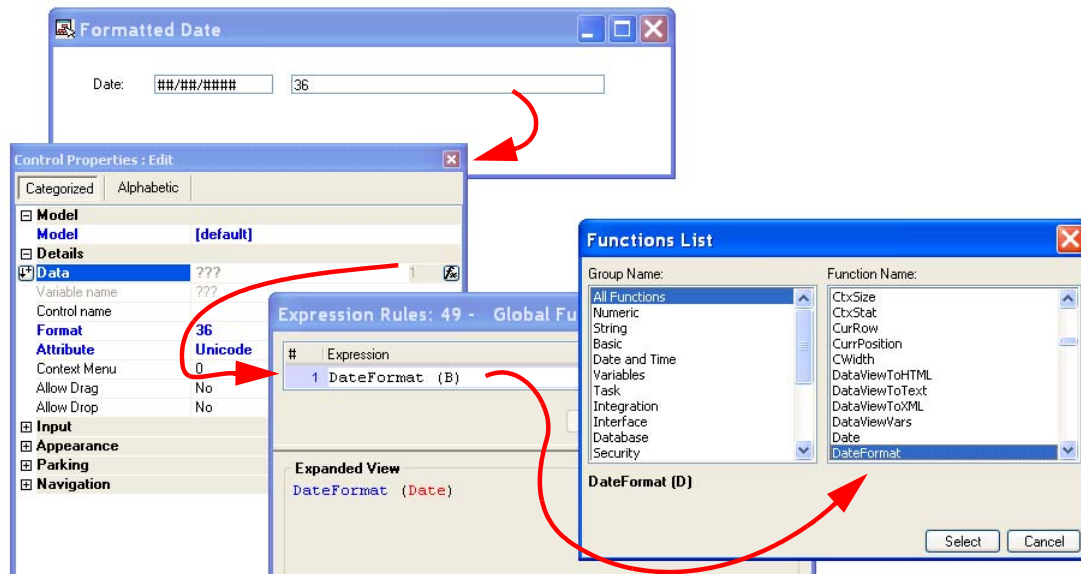 Formatted Date
Date: ##/##/#### 36
Control Properties : Edit
Categorized Alphabetic
Model
Model [default]
Details
Data ??? 1
Variable name ???
Control name
Format 36
Attribute Unicode
Context Menu 0
Allow Drag No
Allow Drop No
Input
Appearance
Parking
Navigation
Expression Rules: 49 - Global Fu
# Expression
1 DateFormat (B)
Expanded View
DateFormat (Date)
Functions List
Group Name:
All Functions
Numeric
String
Basic
Date and Time
Variables
Task
Integration
Interface
Database
Security
Function Name:
CtxSize
CtxStat
CurRow
CurrPosition
CWidth
DataViewToHTML
DataViewToText
DataViewToXML
DataViewVars
Date
DateFormat
DateFormat (D)
Select Cancel